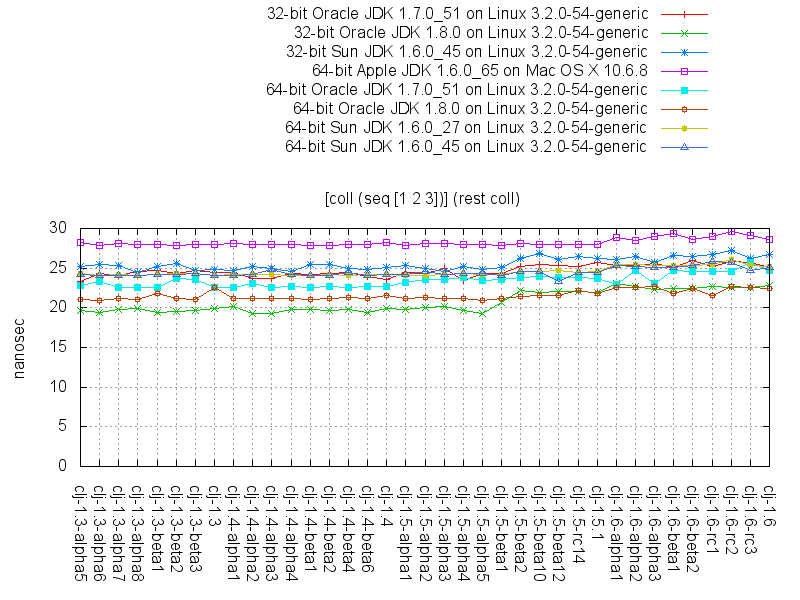 32-bit Oracle JDK 1.7.0_51 on Linux 3.2.0-54-generic
32-bit Oracle JDK 1.8.0 on Linux 3.2.0-54-generic
32-bit Sun JDK 1.6.0_45 on Linux 3.2.0-54-generic
64-bit Apple JDK 1.6.0_65 on Mac OS X 10.6.8
64-bit Oracle JDK 1.7.0_51 on Linux 3.2.0-54-generic
64-bit Oracle JDK 1.8.0 on Linux 3.2.0-54-generic
64-bit Sun JDK 1.6.0_27 on Linux 3.2.0-54-generic
64-bit Sun JDK 1.6.0_45 on Linux 3.2.0-54-generic
[coll (seq [1 2 3])] (rest coll)
30
25
20
15
10
5
0
nanosec
clj-1.3-alpha5
clj-1.3-alpha6
clj-1.3-alpha7
clj-1.3-alpha8
clj-1.3-beta1
clj-1.3-beta2
clj-1.3-beta3
clj-1.3
clj-1.4-alpha1
clj-1.4-alpha2
clj-1.4-alpha3
clj-1.4-alpha4
clj-1.4-beta1
clj-1.4-beta2
clj-1.4-beta4
clj-1.4-beta6
clj-1.4
clj-1.5-alpha1
clj-1.5-alpha2
clj-1.5-alpha3
clj-1.5-alpha4
clj-1.5-alpha5
clj-1.5-beta1
clj-1.5-beta2
clj-1.5-beta10
clj-1.5-beta12
clj-1.5-rc14
clj-1.5.1
clj-1.6-alpha1
clj-1.6-alpha2
clj-1.6-alpha3
clj-1.6-beta1
clj-1.6-beta2
clj-1.6-rc1
clj-1.6-rc2
clj-1.6-rc3
clj-1.6